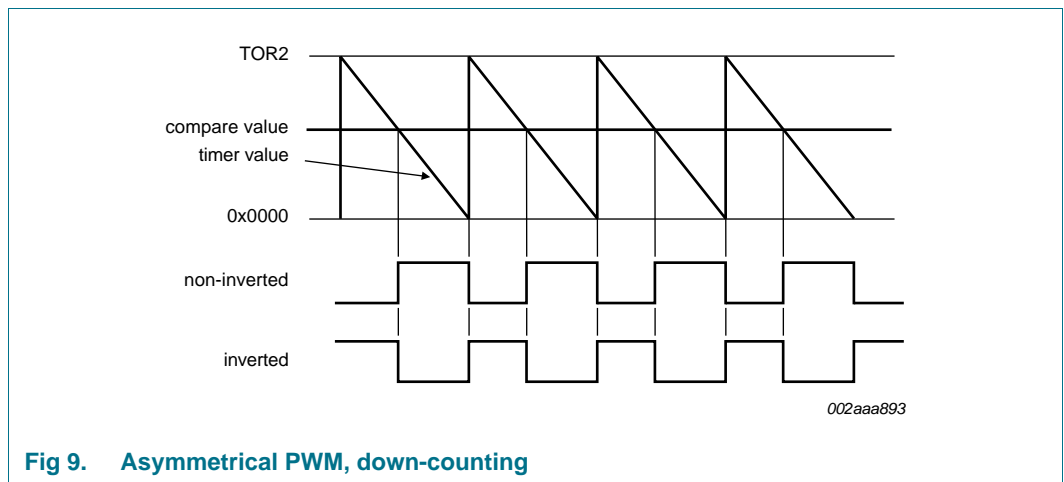 TOR2
compare value
timer value
0x0000
non-inverted
inverted
002aaa893
Fig 9. Asymmetrical PWM, down-counting